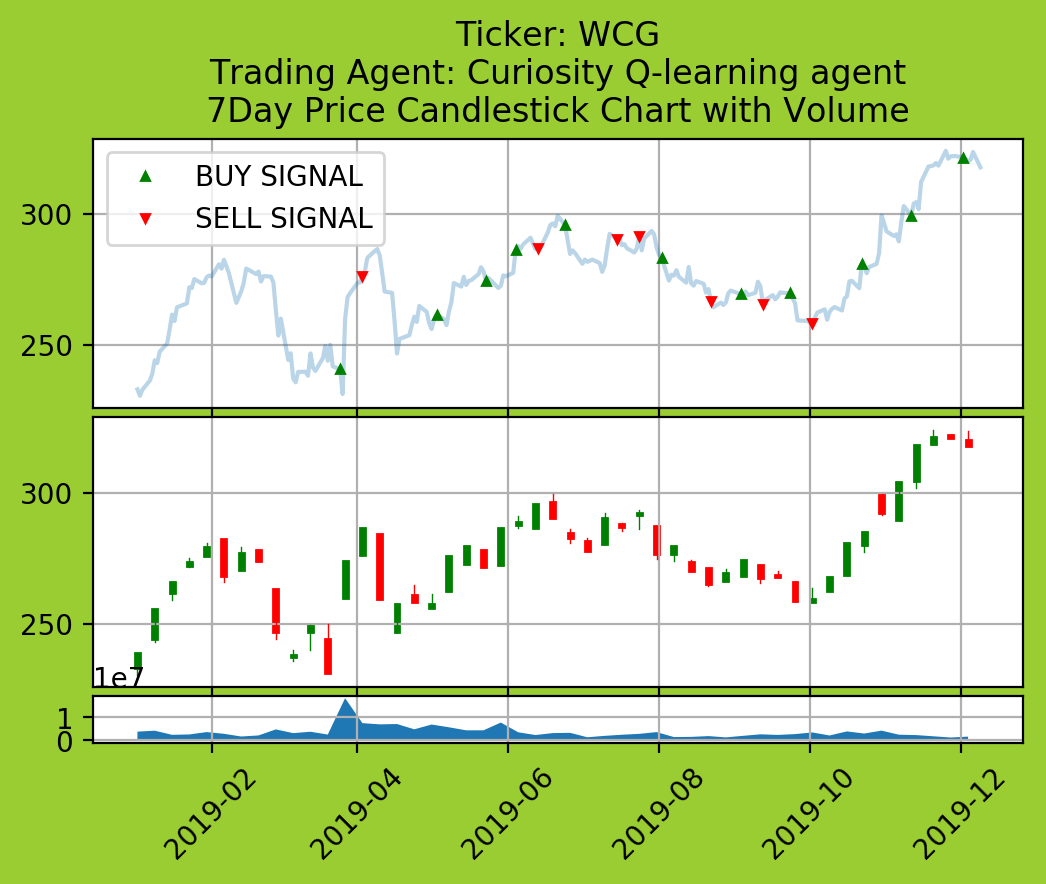 Ticker: WCG
Trading Agent: Curiosity Q-learning agent
7Day Price Candlestick Chart with Volume
BUY SIGNAL
SELL SIGNAL
300
250
300
250
1e7
1
0
2019-02
2019-04
2019-06
2019-08
2019-10
2019-12